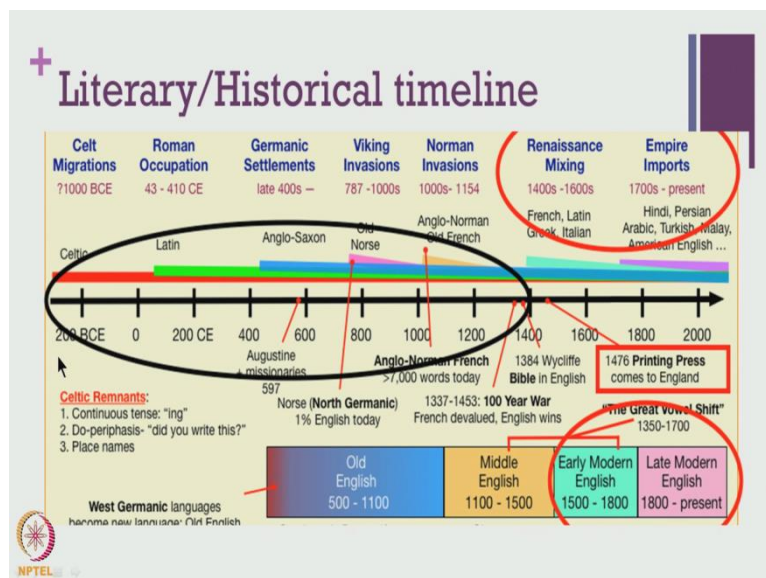 +
Literary/Historical timeline
Celt Roman Germanic Viking Norman Renaissance Empire
Migrations Occupation Settlements Invasions Invasions Mixing Imports
?1000 BCE 43 - 410 CE late 400s – 787 -1000s 1000s- 1154 1400s -1600s 1700s - present
Celtic
Latin
Anglo-Saxon
Old
Norse
Anglo-Norman
Old French
French, Latin
Greek, Italian
Hindi, Persian
Arabic, Turkish, Malay,
American English ...
200 BCE 0 200 CE 400 600 800 1000 1200 1400 1600 1800 2000
Augustine
+ missionaries
597
Norse (North Germanic)
1% English today
Anglo-Norman French
>7,000 words today
1337-1453: 100 Year War
French devalued, English wins
1384 Wycliffe
Bible in English
1476 Printing Press
comes to England
"The Great Vowel Shift"
1350-1700
Celtic Remnants:
1. Continuous tense: "ing"
2. Do-periphasis- "did you write this?"
3. Place names
Old
English
500 - 1100
Middle
English
1100 - 1500
Early Modern
English
1500 - 1800
Late Modern
English
1800 - present
West Germanic languages
become new language: Old English
NPTEL